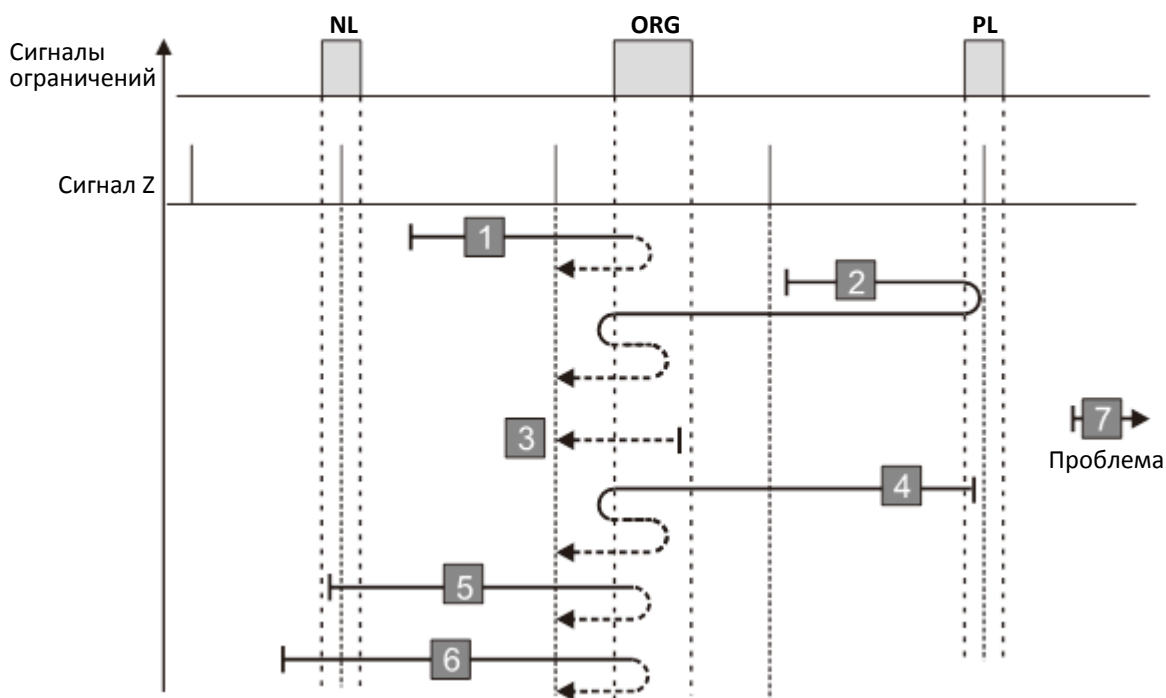 NL
ORG
PL
Сигналы
ограничений
Сигнал Z
1
2
3
7
Проблема
4
5
6